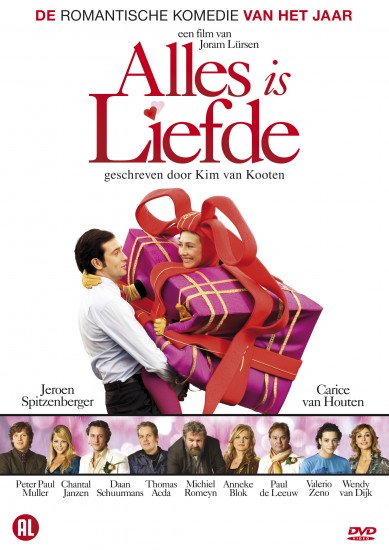 DE ROMANTISCHE KOMEDIE VAN HET JAAR
een film van
Joram Lürsen
Alles is
Liefde
geschreven door Kim van Kooten
Jeroen
Spitzenberger
Carice
van Houten
Peter Paul
Muller
Chantal
Janzen
Daan
Schuurmans
Thomas
Acda
Michiel
Romeyn
Anneke
Blok
Paul
de Leeuw
Valerio
Zeno
Wendy
van Dijk
AL
DVD
VIDEO